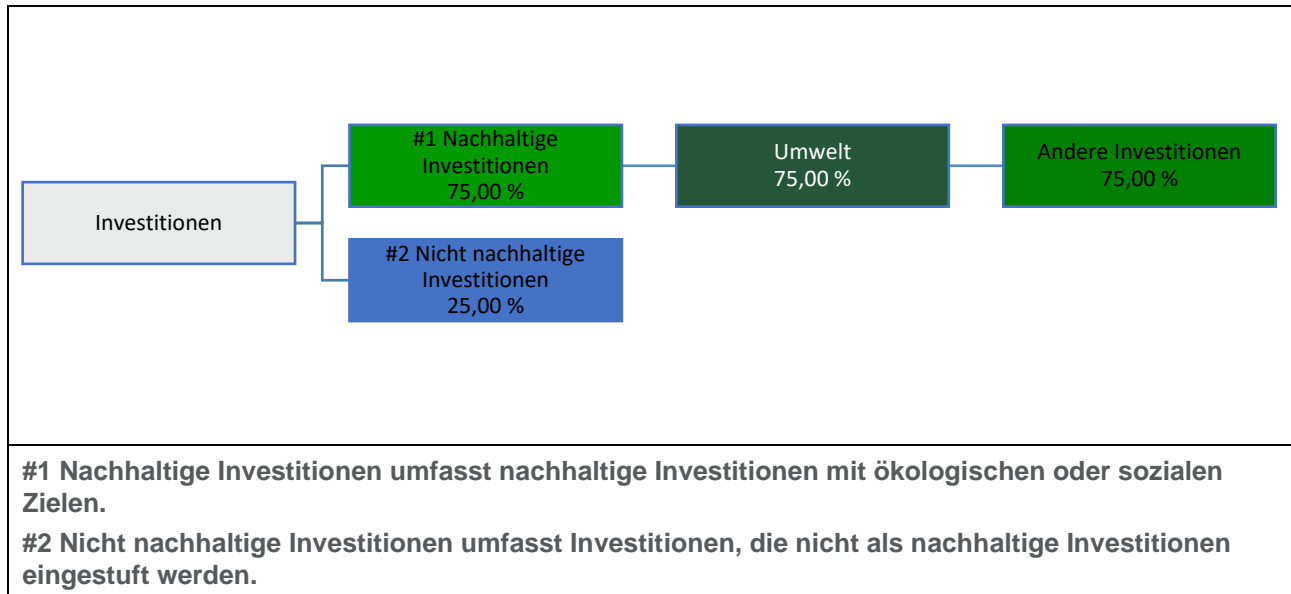 #1 Nachhaltige
Investitionen
75,00 %
Umwelt
75,00 %
Andere Investitionen
75,00 %
Investitionen
#2 Nicht nachhaltige
Investitionen
25,00 %
#1 Nachhaltige Investitionen umfasst nachhaltige Investitionen mit ökologischen oder sozialen
Zielen.
#2 Nicht nachhaltige Investitionen umfasst Investitionen, die nicht als nachhaltige Investitionen
eingestuft werden.